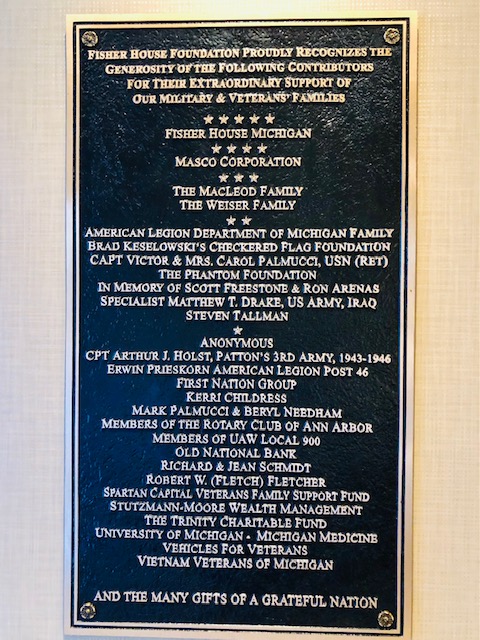 FISHER HOUSE FOUNDATION PROUDLY RECOGNIZES THE
GENEROSITY OF THE FOLLOWING CONTRIBUTORS
FOR THEIR EXTRAORDINARY SUPPORT OF
OUR MILITARY & VETERANS' FAMILIES
★ ★ ★ ★ ★
FISHER HOUSE MICHIGAN
★ ★ ★ ★
MASCO CORPORATION
★ ★ ★
THE MACLEOD FAMILY
THE WEISER FAMILY
★ ★
AMERICAN LEGION DEPARTMENT OF MICHIGAN FAMILY
BRAD KESELOWSKI'S CHECKERED FLAG FOUNDATION
CAPT VICTOR & MRS. CAROL PALMUCCI, USN (RET)
THE PHANTOM FOUNDATION
IN MEMORY OF SCOTT FREESTONE & RON ARENAS
SPECIALIST MATTHEW T. DRAKE, US ARMY, IRAQ
STEVEN TALLMAN
★
ANONYMOUS
CPT ARTHUR J. HOLST, PATTON'S 3RD ARMY, 1943-1946
ERWIN PRIESKORN AMERICAN LEGION POST 46
FIRST NATION GROUP
KERRI CHILDRESS
MARK PALMUCCI & BERYL NEEDHAM
MEMBERS OF THE ROTARY CLUB OF ANN ARBOR
MEMBERS OF UAW LOCAL 900
OLD NATIONAL BANK
RICHARD & JEAN SCHMIDT
ROBERT W. (FLETCH) FLETCHER
SPARTAN CAPITAL VETERANS FAMILY SUPPORT FUND
STUTZMANN-MOORE WEALTH MANAGEMENT
THE TRINITY CHARITABLE FUND
UNIVERSITY OF MICHIGAN - MICHIGAN MEDICINE
VEHICLES FOR VETERANS
VIETNAM VETERANS OF MICHIGAN
AND THE MANY GIFTS OF A GRATEFUL NATION